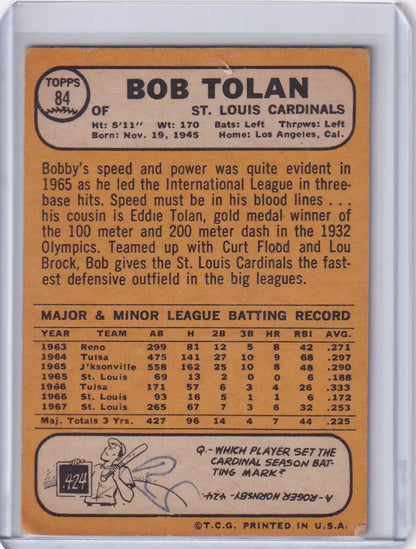 TOPPS
84
BOB TOLAN
OF ST. LOUIS CARDINALS
Ht: 5'11" Wt: 170 Bats: Left Throws: Left
Born: Nov. 19, 1945 Home: Los Angeles, Cal.
Bobby's speed and power was quite evident in
1965 as he led the International League in three-
base hits. Speed must be in his blood lines . . .
his cousin is Eddie Tolan, gold medal winner of
the 100 meter and 200 meter dash in the 1932
Olympics. Teamed up with Curt Flood and Lou
Brock, Bob gives the St. Louis Cardinals the fast-
est defensive outfield in the big leagues.
MAJOR & MINOR LEAGUE BATTING RECORD
YEAR TEAM AB H 2B 3B HR RBI AVG.
1963 Reno 299 81 12 5 8 42 .271
1964 Tulsa 475 141 27 10 9 68 .297
1965 J'ksonville 558 162 25 10 8 48 .290
1965 St. Louis 69 13 2 0 0 6 .188
1966 Tulsa 171 57 6 3 4 26 .333
1966 St. Louis 93 16 5 1 1 6 .172
1967 St. Louis 265 67 7 3 6 32 .253
Maj. Totals 3 Yrs. 427 96 14 4 7 44 .225
.424
Q.-WHICH PLAYER SET THE
CARDINAL SEASON BAT-
TING MARK?
A-ROGER HORNSBY-.424.
©T.C.G. PRINTED IN U.S.A.